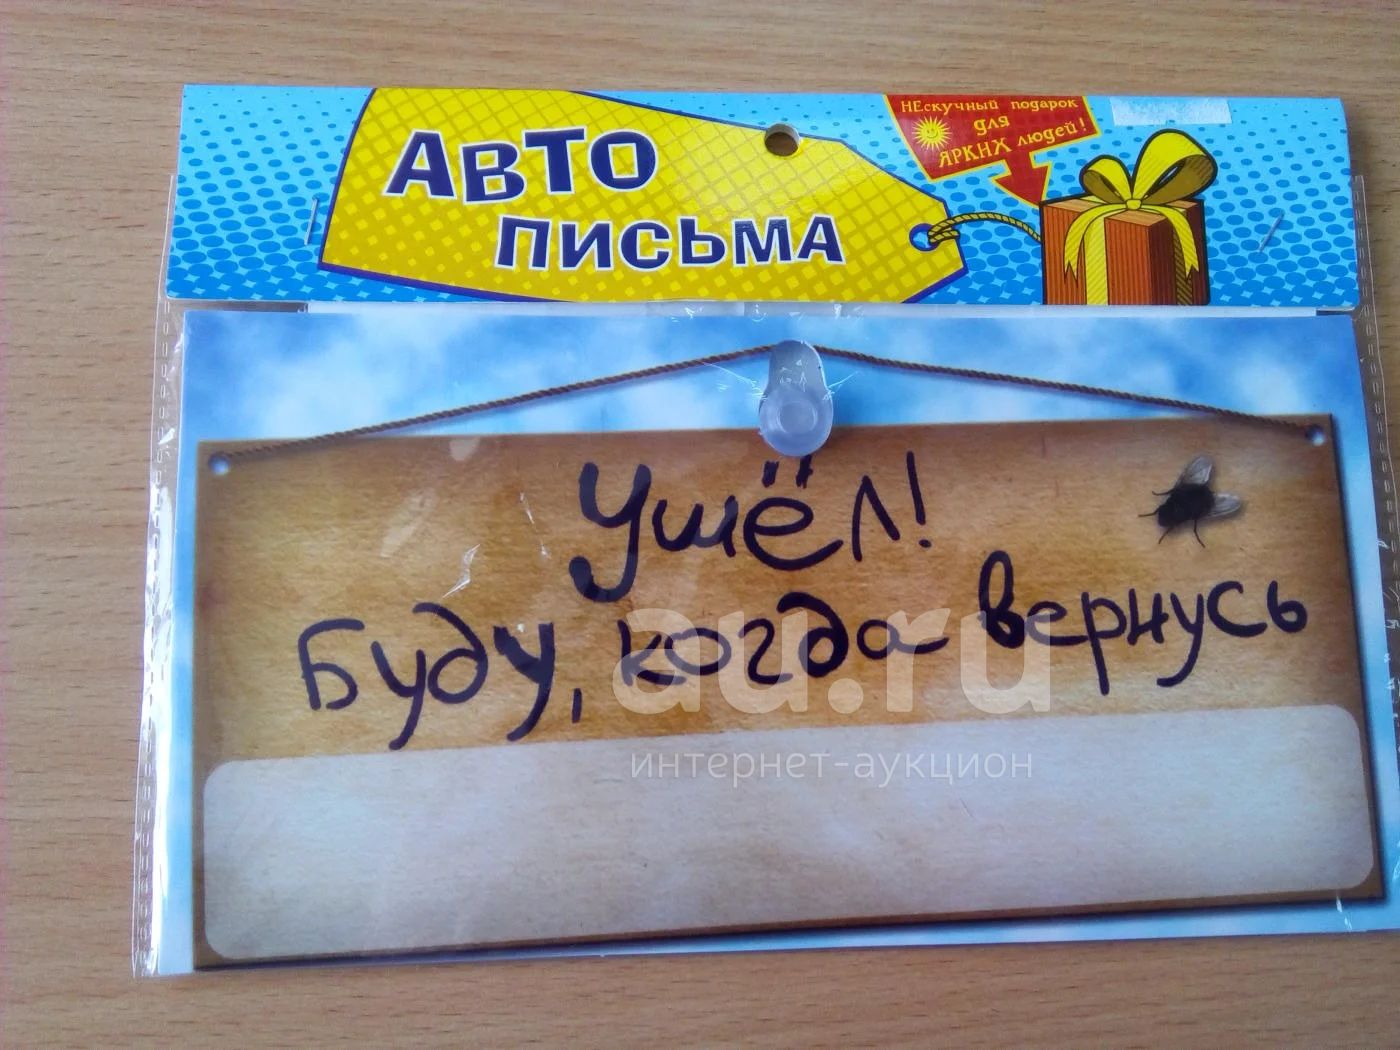 АВТО
ПИСЬМА
НЕскучный подарок
для
ЯРКИХ людей!
Ушёл!
Буду, когда вернусь
au.ru
интернет-аукцион